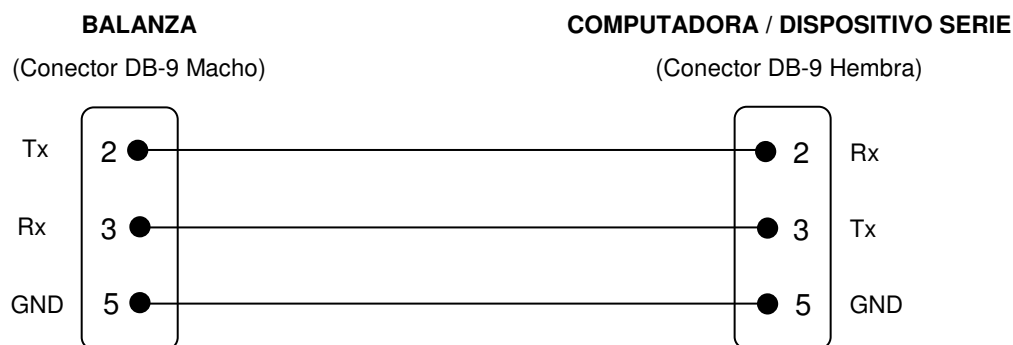 BALANZA COMPUTADORA / DISPOSITIVO SERIE
(Conector DB-9 Macho) (Conector DB-9 Hembra)
Tx 2 2 Rx
Rx 3 3 Tx
GND 5 5 GND